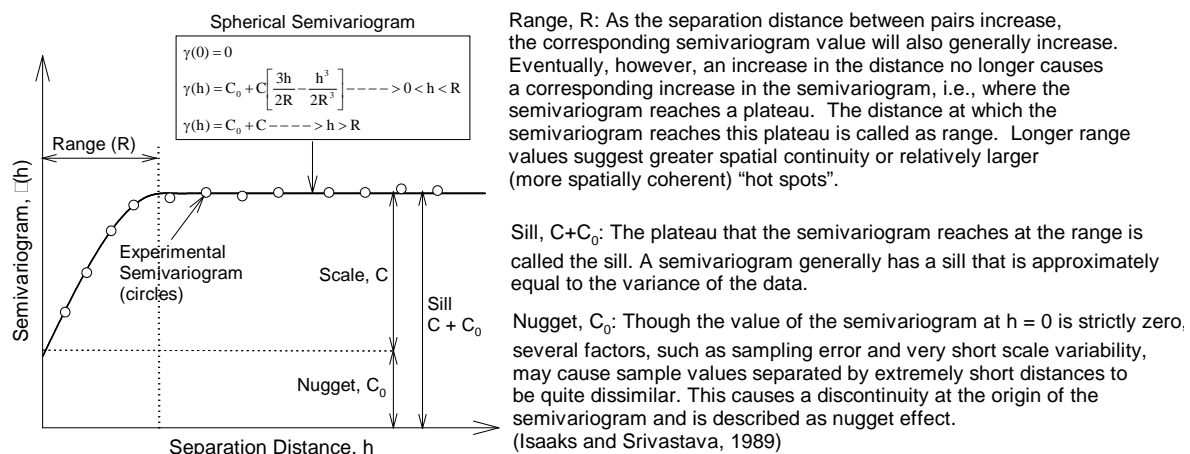 Spherical Semivariogram
γ(0) = 0
γ(h) = C₀ + C[3h/2R − h³/2R³] ----> 0 < h < R
γ(h) = C₀ + C ----> h > R
Range (R)
Semivariogram, □(h)
Experimental
Semivariogram
(circles)
Scale, C
Sill
C + C₀
Nugget, C₀
Separation Distance, h
Range, R: As the separation distance between pairs increase,
the corresponding semivariogram value will also generally increase.
Eventually, however, an increase in the distance no longer causes
a corresponding increase in the semivariogram, i.e., where the
semivariogram reaches a plateau. The distance at which the
semivariogram reaches this plateau is called as range. Longer range
values suggest greater spatial continuity or relatively larger
(more spatially coherent) “hot spots”.
Sill, C+C₀: The plateau that the semivariogram reaches at the range is
called the sill. A semivariogram generally has a sill that is approximately
equal to the variance of the data.
Nugget, C₀: Though the value of the semivariogram at h = 0 is strictly zero,
several factors, such as sampling error and very short scale variability,
may cause sample values separated by extremely short distances to
be quite dissimilar. This causes a discontinuity at the origin of the
semivariogram and is described as nugget effect.
(Isaaks and Srivastava, 1989)